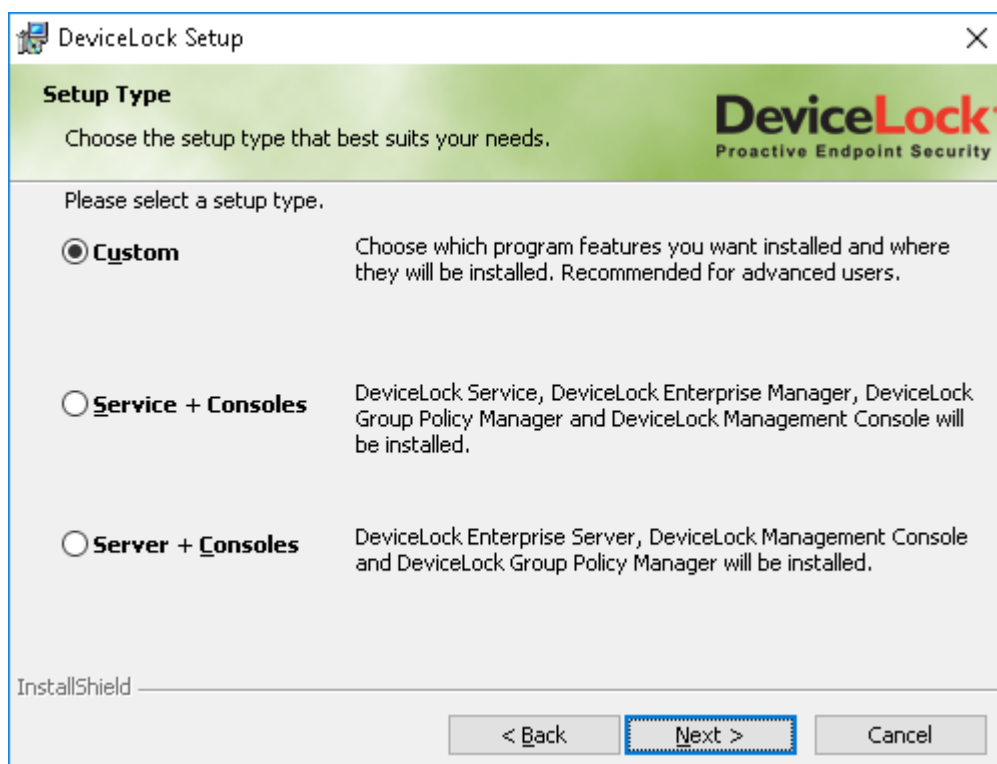 DeviceLock Setup
Setup Type
Choose the setup type that best suits your needs.
DeviceLock
Proactive Endpoint Security
Please select a setup type.
Custom
Choose which program features you want installed and where
they will be installed. Recommended for advanced users.
Service + Consoles
DeviceLock Service, DeviceLock Enterprise Manager, DeviceLock
Group Policy Manager and DeviceLock Management Console will
be installed.
Server + Consoles
DeviceLock Enterprise Server, DeviceLock Management Console
and DeviceLock Group Policy Manager will be installed.
InstallShield
< Back
Next >
Cancel